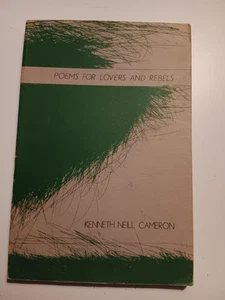 POEMS FOR LOVERS AND REBELS
KENNETH NEILL CAMERON